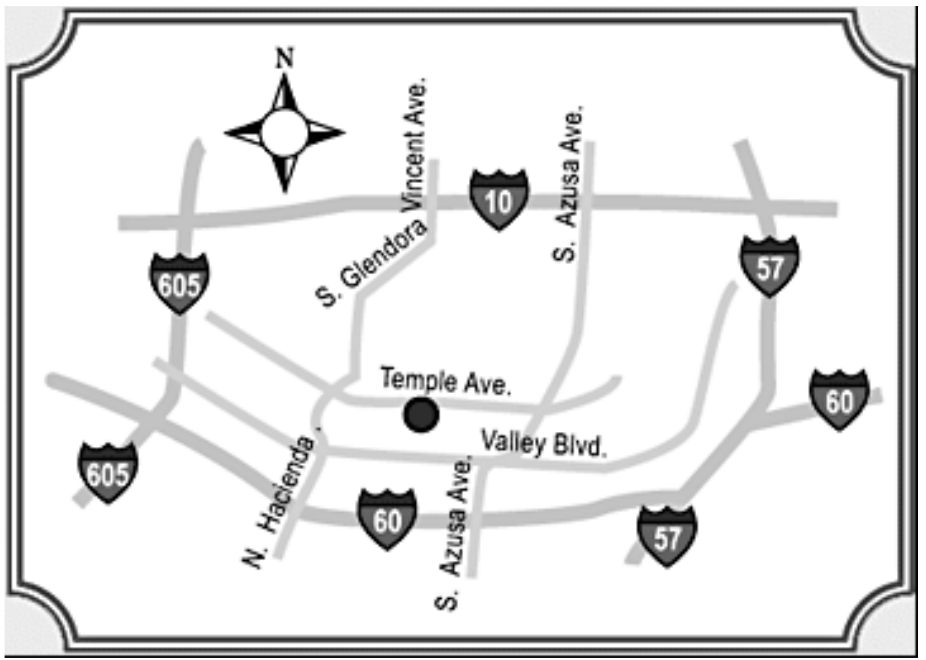 N
Vincent Ave.
S. Glendora
10
S. Azusa Ave.
605
57
Temple Ave.
60
Valley Blvd.
605
N. Hacienda
60
S. Azusa Ave.
57